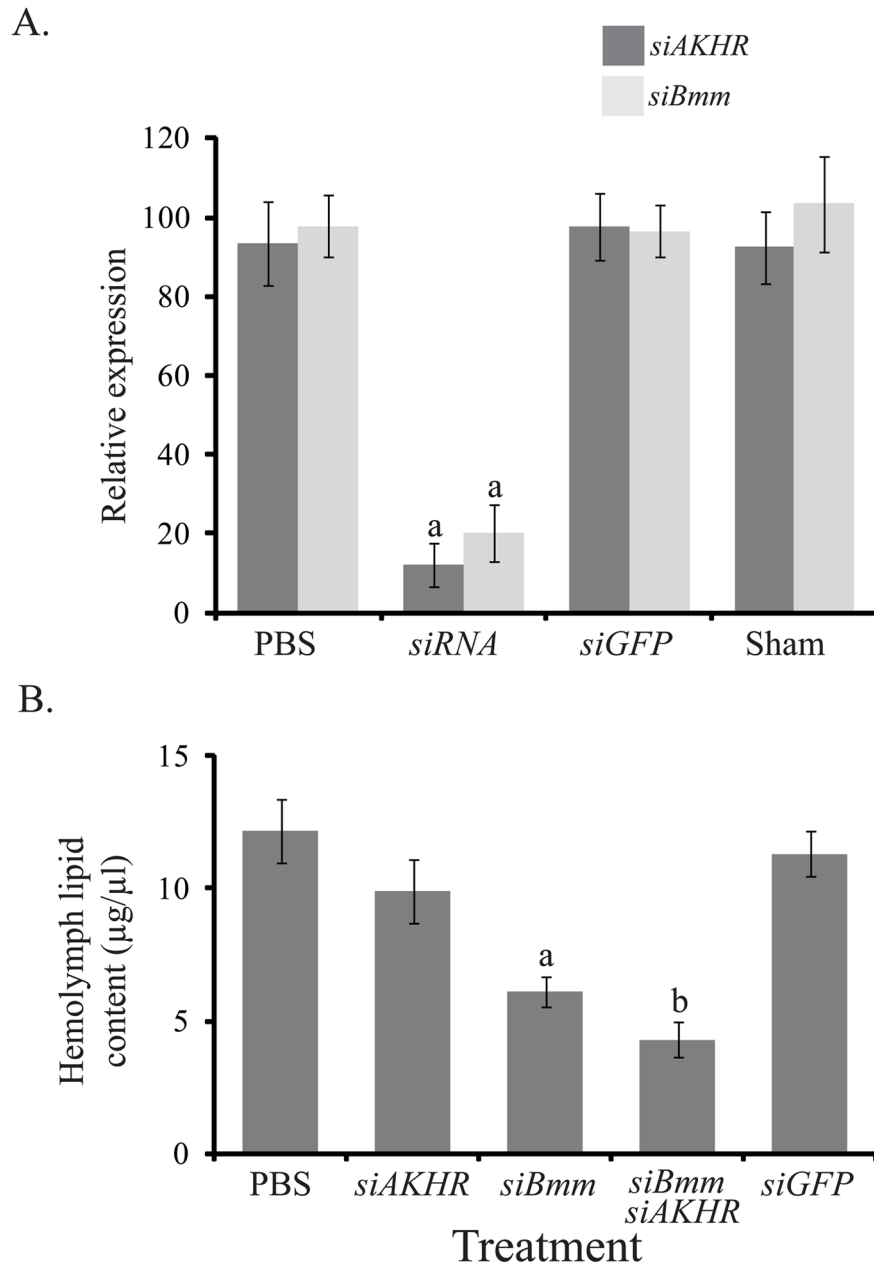 A.
siAKHR
siBmm
120
100
80
60
40
20
0
Relative expression
a
a
PBS
siRNA
siGFP
Sham
B.
15
10
5
0
Hemolymph lipid
content (µg/µl)
a
b
PBS
siAKHR
siBmm
siBmm
siAKHR
siGFP
Treatment